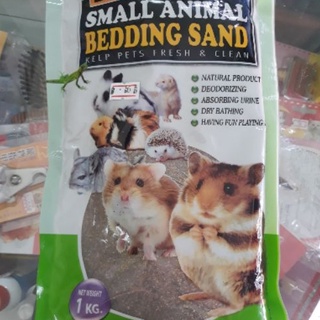 SMALL ANIMAL
BEDDING SAND
KEEP PETS FRESH & CLEAN
NATURAL PRODUCT
DEODORIZING
ABSORBING URINE
DRY BATHING
HAVING FUN PLAYING
NET WEIGHT
1 KG.